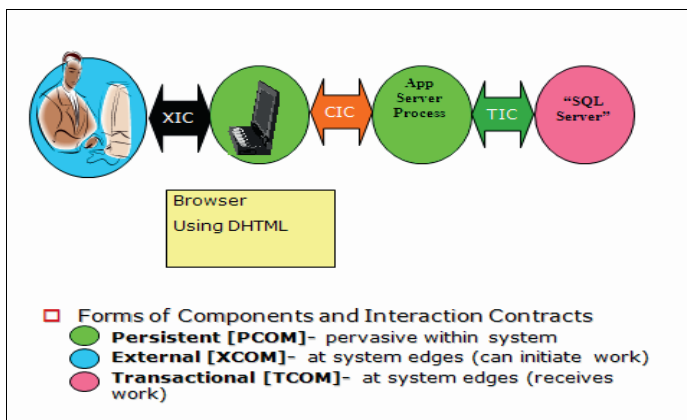 XIC
CIC
App
Server
Process
TIC
“SQL
Server”
Browser
Using DHTML
Forms of Components and Interaction Contracts
Persistent [PCOM]- pervasive within system
External [XCOM]- at system edges (can initiate work)
Transactional [TCOM]- at system edges (receives
work)